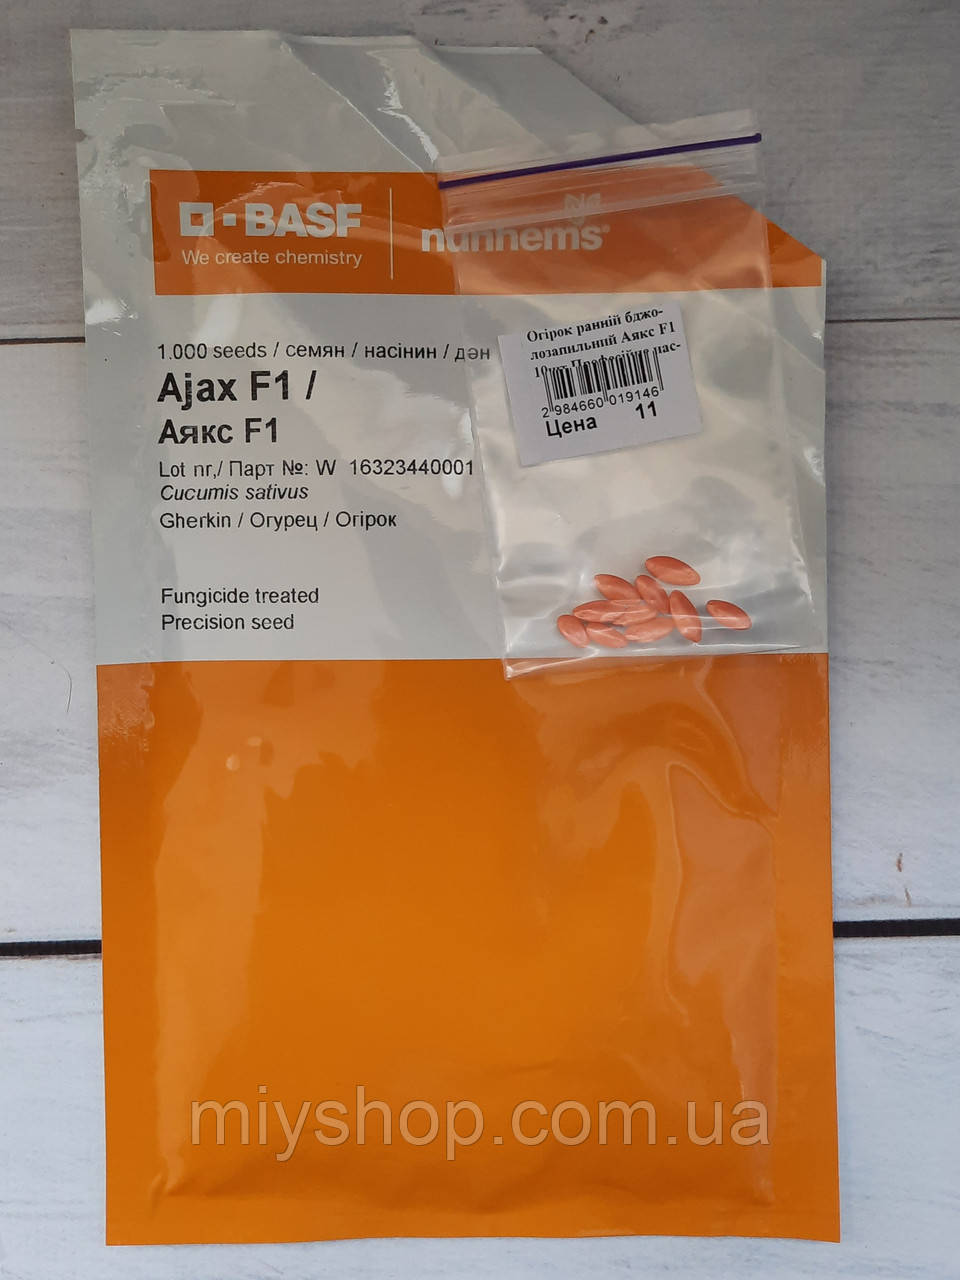 BASF
We create chemistry
nunhems
1.000 seeds / семян / насінин / дән
Ajax F1 /
Аякс F1
Lot nr,/ Парт №: W 16323440001
Cucumis sativus
Gherkin / Огурец / Огірок
Fungicide treated
Precision seed
Огірок ранній бджо-
лозапильний Аякс F1
2 984660 019146
Цена 11
miyshop.com.ua